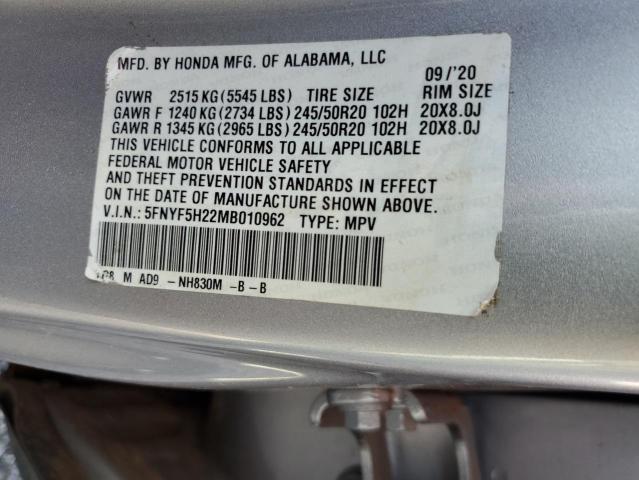 MFD. BY HONDA MFG. OF ALABAMA, LLC
09/'20
GVWR 2515 KG (5545 LBS) TIRE SIZE RIM SIZE
GAWR F 1240 KG (2734 LBS) 245/50R20 102H 20X8.0J
GAWR R 1345 KG (2965 LBS) 245/50R20 102H 20X8.0J
THIS VEHICLE CONFORMS TO ALL APPLICABLE
FEDERAL MOTOR VEHICLE SAFETY
AND THEFT PREVENTION STANDARDS IN EFFECT
ON THE DATE OF MANUFACTURE SHOWN ABOVE.
V.I.N.: 5FNYF5H22MB010962 TYPE: MPV
M AD9 -NH830M -B-B